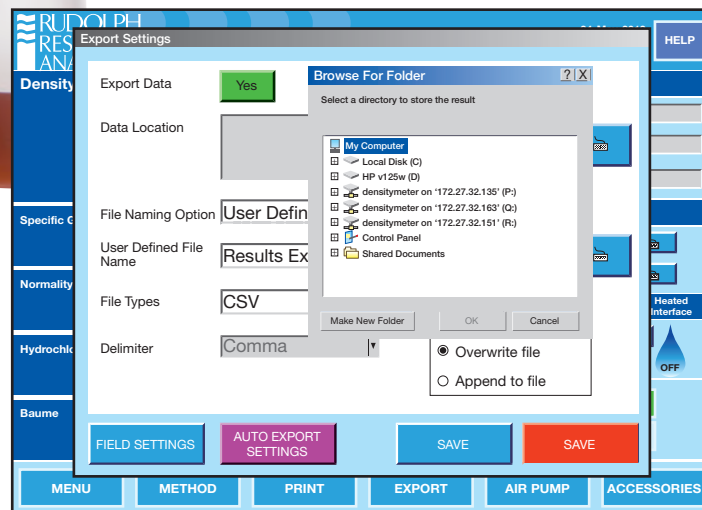 RUDOLPH
RES
ANA
HELP
Export Settings
Density
Export Data
Yes
Data Location
Browse For Folder
? X
Select a directory to store the result
My Computer
Local Disk (C)
HP v125w (D)
densitymeter on ‘172.27.32.135’ (P:)
densitymeter on ‘172.27.32.163’ (Q:)
densitymeter on ‘172.27.32.151’ (R:)
Control Panel
Shared Documents
Make New Folder
OK
Cancel
Specific G
File Naming Option
User Defin
User Defined File
Name
Results Ex
Normality
File Types
CSV
Heated
Interface
OFF
Hydrochlo
Delimiter
Comma
Overwrite file
Append to file
Baume
FIELD SETTINGS
AUTO EXPORT
SETTINGS
SAVE
SAVE
MENU
METHOD
PRINT
EXPORT
AIR PUMP
ACCESSORIES